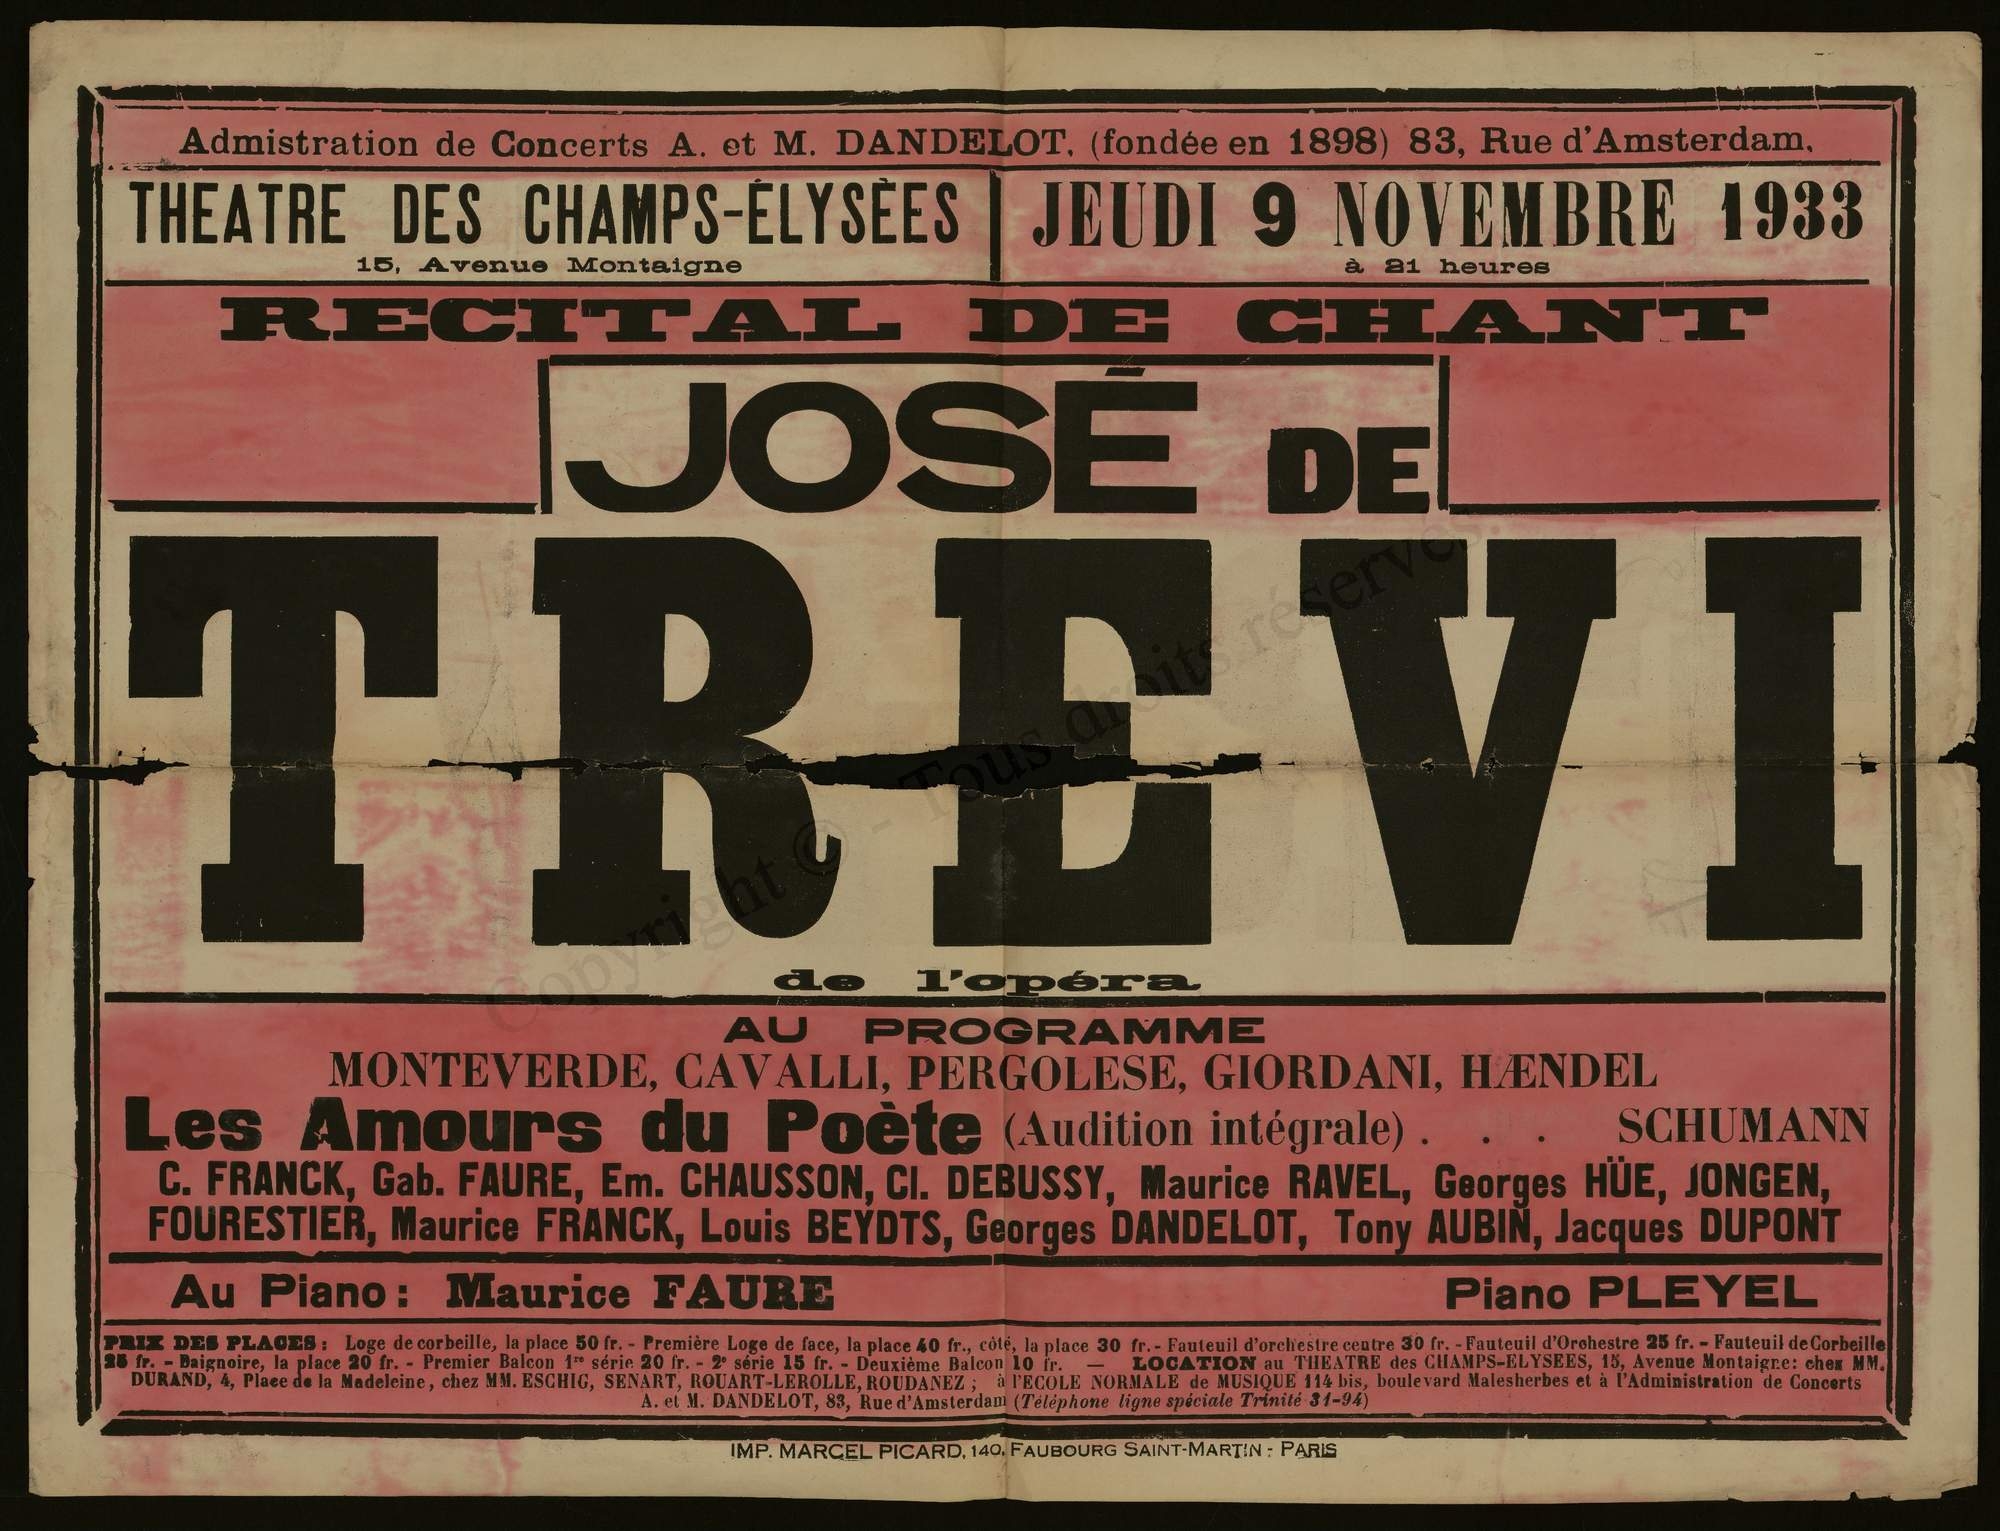 Admistration de Concerts A. et M. DANDELOT, (fondée en 1898) 83, Rue d'Amsterdam.
THEATRE DES CHAMPS-ÉLYSÈES
15, Avenue Montaigne
JEUDI 9 NOVEMBRE 1933
à 21 heures
RECITAL DE CHANT
JOSÉ DE
TREVI
de l'opéra
AU PROGRAMME
MONTEVERDE, CAVALLI, PERGOLESE, GIORDANI, HÆNDEL
Les Amours du Poète (Audition intégrale) . . . SCHUMANN
C. FRANCK, Gab. FAURE, Em. CHAUSSON, Cl. DEBUSSY, Maurice RAVEL, Georges HÜE, JONGEN,
FOURESTIER, Maurice FRANCK, Louis BEYDTS, Georges DANDELOT, Tony AUBIN, Jacques DUPONT
Au Piano : Maurice FAURE
Piano PLEYEL
PRIX DES PLACES : Loge de corbeille, la place 50 fr. - Première Loge de face, la place 40 fr., côté, la place 30 fr. - Fauteuil d'orchestre centre 30 fr. - Fauteuil d'Orchestre 25 fr. - Fauteuil de Corbeille
25 fr. - Baignoire, la place 20 fr. - Premier Balcon 1re série 20 fr. - 2e série 15 fr. - Deuxième Balcon 10 fr. — LOCATION au THEATRE des CHAMPS-ELYSEES, 15, Avenue Montaigne: chez MM.
DURAND, 4, Place de la Madeleine, chez MM. ESCHIG, SENART, ROUART-LEROLLE, ROUDANEZ ; à l'ECOLE NORMALE de MUSIQUE 114 bis, boulevard Malesherbes et à l'Administration de Concerts
A. et M. DANDELOT, 83, Rue d'Amsterdam (Téléphone ligne spéciale Trinité 31-94)
IMP. MARCEL PICARD, 140, FAUBOURG SAINT-MARTIN - PARIS
Copyright © - Tous droits réservés.